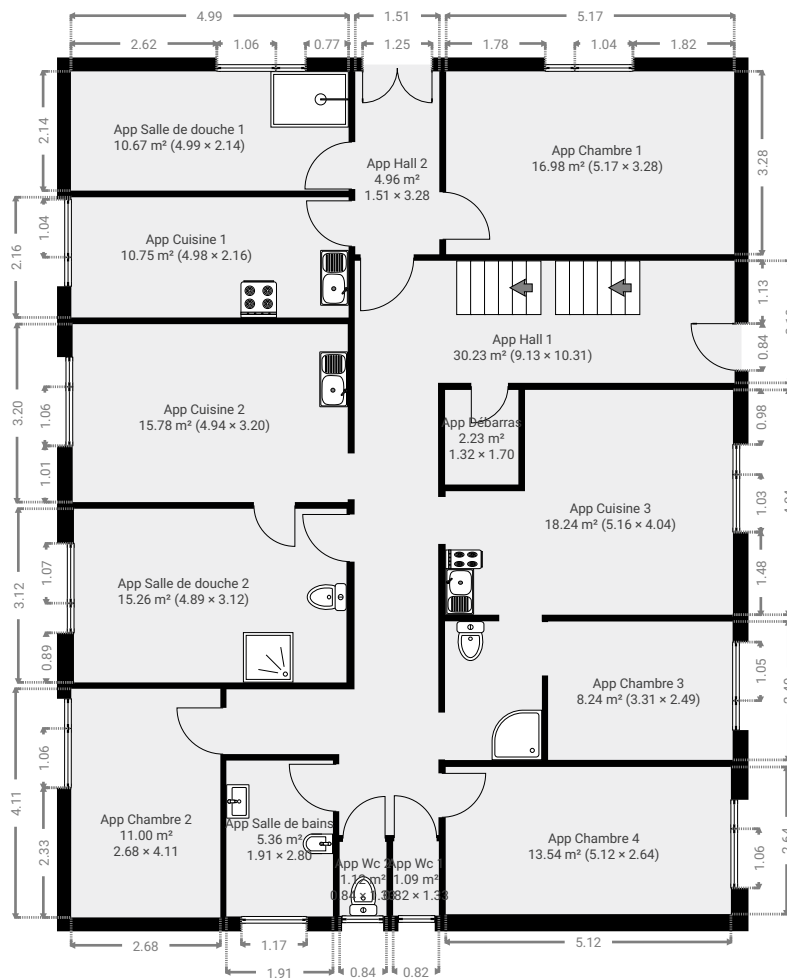 4.99
1.51
5.17
2.62
1.06
0.77
1.25
1.78
1.04
1.82
2.14
App Salle de douche 1
10.67 m² (4.99 × 2.14)
App Hall 2
4.96 m²
1.51 × 3.28
App Chambre 1
16.98 m² (5.17 × 3.28)
3.28
2.16
1.04
App Cuisine 1
10.75 m² (4.98 × 2.16)
1.13
App Hall 1
30.23 m² (9.13 × 10.31)
0.84
3.20
1.06
1.01
App Cuisine 2
15.78 m² (4.94 × 3.20)
App Débarras
2.23 m²
1.32 × 1.70
0.98
App Cuisine 3
18.24 m² (5.16 × 4.04)
1.03
1.48
3.12
1.07
0.89
App Salle de douche 2
15.26 m² (4.89 × 3.12)
App Chambre 3
8.24 m² (3.31 × 2.49)
1.05
4.11
1.06
2.33
App Chambre 2
11.00 m²
2.68 × 4.11
App Salle de bains
5.36 m²
1.91 × 2.80
App Wc
1.12 m²
0.84 ×
App Wc 1
1.09 m²
App Chambre 4
13.54 m² (5.12 × 2.64)
1.06
2.68
1.17
1.91
0.84
0.82
5.12